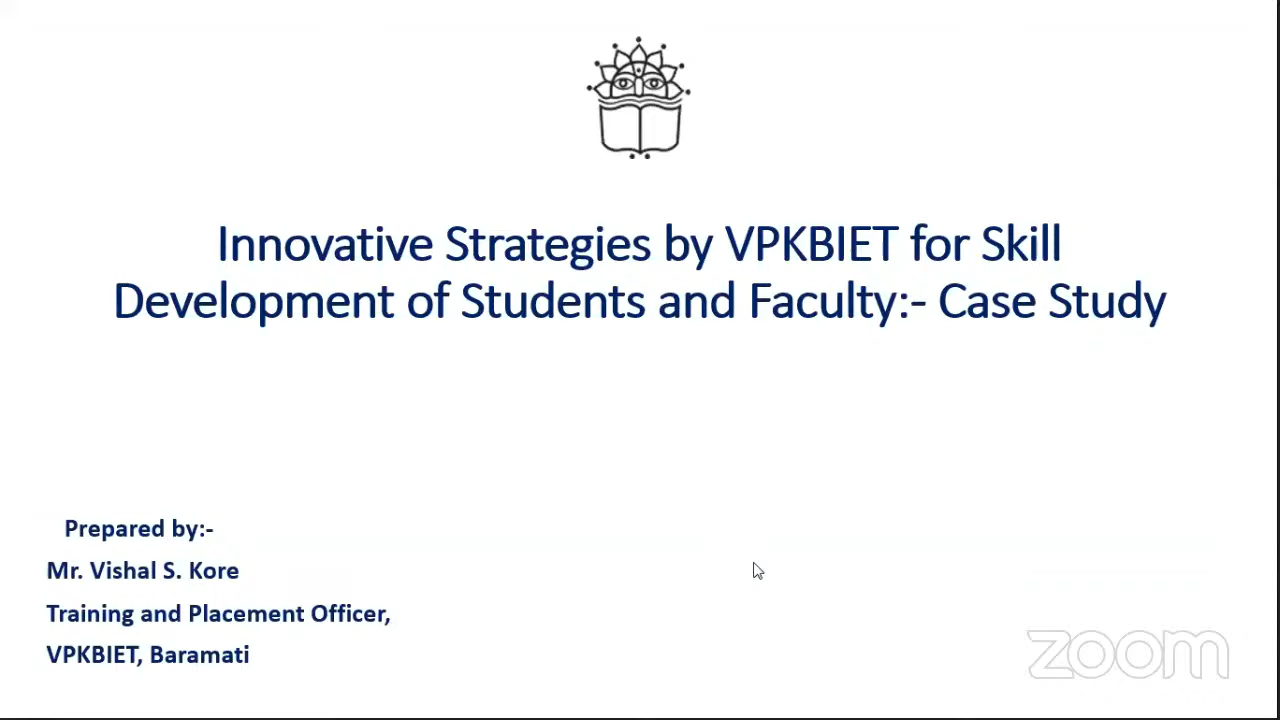 Innovative Strategies by VPKBIET for Skill
Development of Students and Faculty:- Case Study
Prepared by:-
Mr. Vishal S. Kore
Training and Placement Officer,
VPKBIET, Baramati
zoom